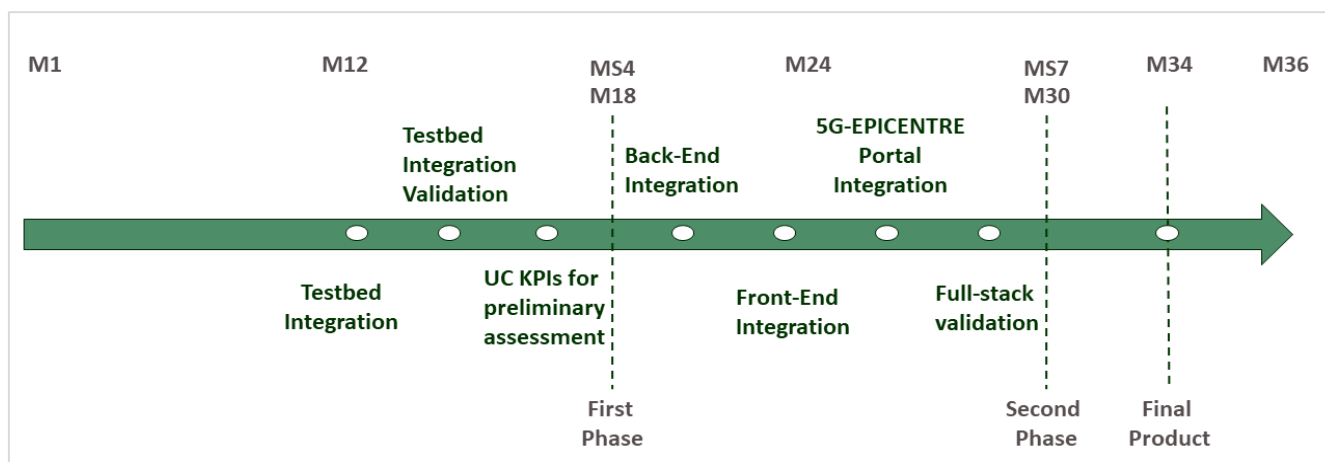 M1
M12
MS4
M18
M24
MS7
M30
M34
M36
Testbed
Integration
Validation
Back-End
Integration
5G-EPICENTRE
Portal
Integration
Testbed
Integration
UC KPIs for
preliminary
assessment
Front-End
Integration
Full-stack
validation
First
Phase
Second
Phase
Final
Product